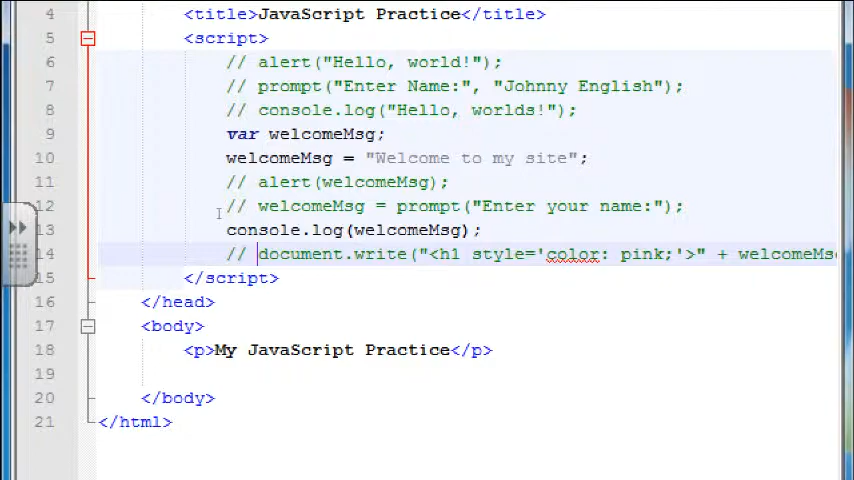 4 <title>JavaScript Practice</title>
5 <script>
6 // alert("Hello, world!");
7 // prompt("Enter Name:", "Johnny English");
8 // console.log("Hello, worlds!");
9 var welcomeMsg;
10 welcomeMsg = "Welcome to my site";
11 // alert(welcomeMsg);
12 // welcomeMsg = prompt("Enter your name:");
13 console.log(welcomeMsg);
14 // document.write("<h1 style='color: pink;'>" + welcomeMs
15 </script>
16 </head>
17 <body>
18 <p>My JavaScript Practice</p>
19
20 </body>
21 </html>